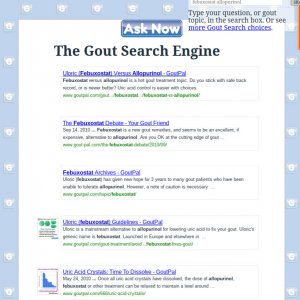 febuxostat allopurinol
Ask Now
Type your question, or gout
topic, in the search box. Or see
more Gout Search choices.
The Gout Search Engine
Uloric (Febuxostat) Versus Allopurinol - GoutPal
Febuxostat versus allopurinol is a hot gout treatment topic. Do you stick with safe track
record, or is newer better? Uric acid control is easier with choices.
www.goutpal.com/gout.../febuxostat.../febuxostat-vs-allopurinol/
The Febuxostat Debate - Your Gout Friend
Sep 14, 2010 ... Febuxostat is a new gout remedies, and seems to be an excellent, if
expensive, alternative to allopurinol. Are you OK at the cutting edge of gout ...
www.gout-pal.com/the-febuxostat-debate/2010/09/
Febuxostat Archives - GoutPal
Uloric (febuxostat) has given new hope for 3 years to many gout patients who have been
unable to tolerate allopurinol. However, a note of caution is necessary ...
www.goutpal.com/topic/febuxostat/
Uloric (febuxostat) Guidelines - GoutPal
Uloric is a mainstream alternative to allopurinol for lowering uric acid to fix your gout. Uloric's
generic name is febuxostat. Launched in Europe and elsewhere as ...
www.goutpal.com/gout-treatment/uloric.../febuxostat-lives-gout/
Uric Acid Crystals: Time To Dissolve - GoutPal
May 24, 2010 ... Once all uric acid crystals have dissolved, the dose of allopurinol,
febuxostat or other treatment can be relaxed to maintain a level around ...
www.goutpal.com/666/uric-acid-crystals/